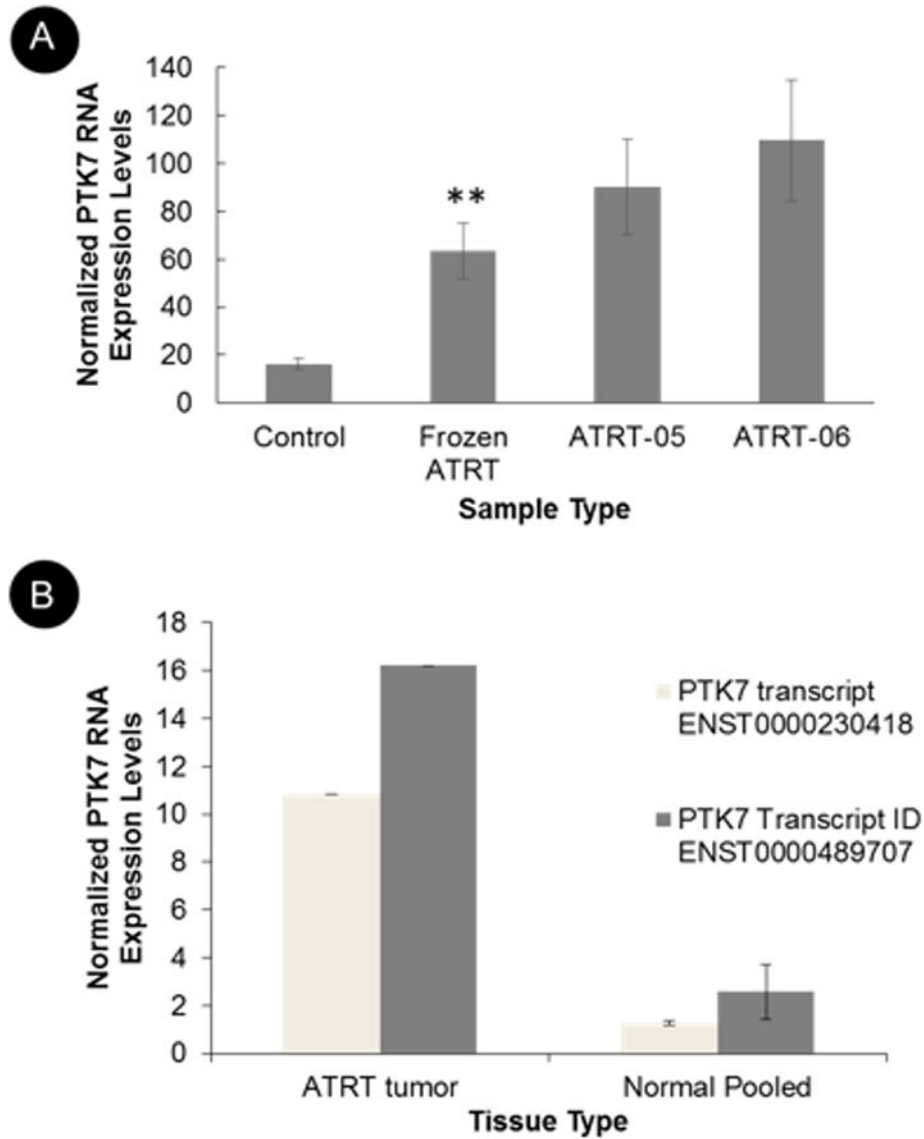 A
Normalized PTK7 RNA
Expression Levels
140
120
100
80
60
40
20
0
**
Control
Frozen
ATRT
ATRT-05
ATRT-06
Sample Type
B
Normalized PTK7 RNA
Expression Levels
18
16
14
12
10
8
6
4
2
0
PTK7 transcript
ENST0000230418
PTK7 Transcript ID
ENST0000489707
ATRT tumor
Normal Pooled
Tissue Type